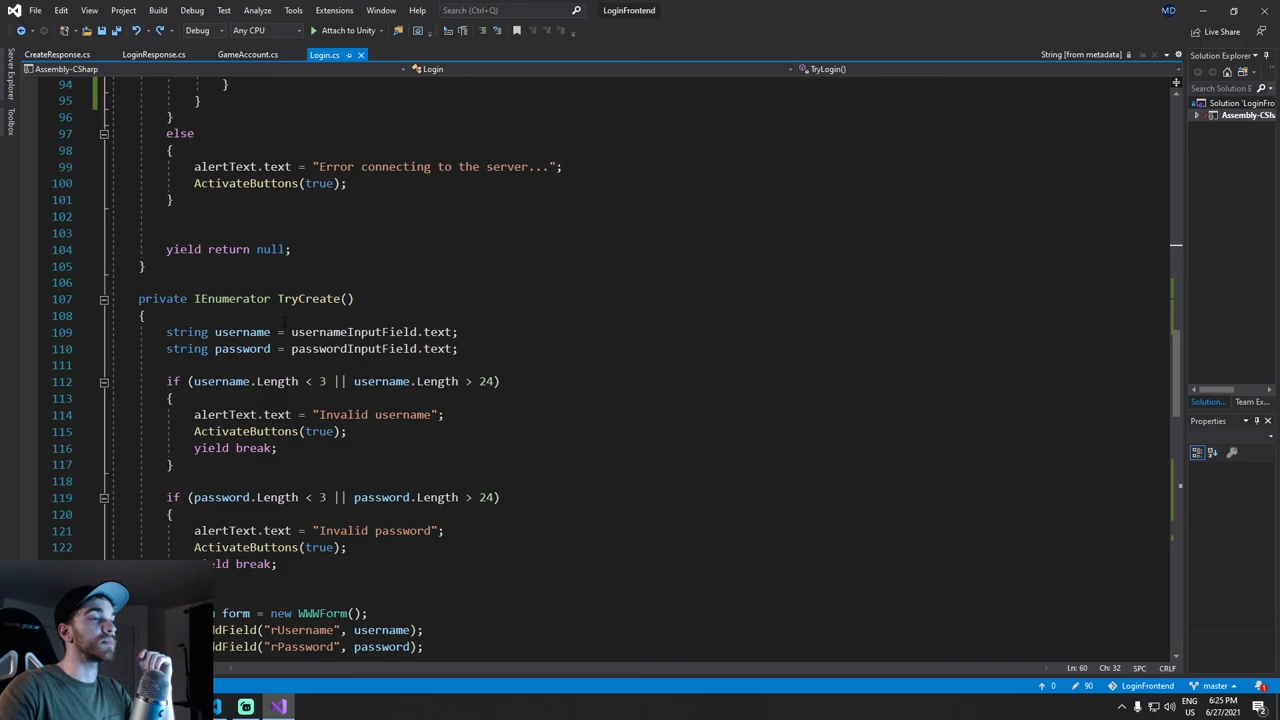 File Edit View Project Build Debug Test Analyze Tools Extensions Window Help Search (Ctrl+Q) LoginFrontend MD
Debug Any CPU Attach to Unity Live Share
CreateResponse.cs LoginResponse.cs GameAccount.cs Login.cs String [from metadata] Solution Explorer
Assembly-CSharp Login TryLogin()
Server Explorer
Toolbox
Search Solution E
Solution 'LoginFro
Assembly-CSha
94 }
95 }
96 }
97 else
98 {
99 alertText.text = "Error connecting to the server...";
100 ActivateButtons(true);
101 }
102
103
104 yield return null;
105 }
106
107 private IEnumerator TryCreate()
108 {
109 string username = usernameInputField.text;
110 string password = passwordInputField.text;
111
112 if (username.Length < 3 || username.Length > 24)
113 {
114 alertText.text = "Invalid username";
115 ActivateButtons(true);
116 yield break;
117 }
118
119 if (password.Length < 3 || password.Length > 24)
120 {
121 alertText.text = "Invalid password";
122 ActivateButtons(true);
break;
form = new WWWForm();
ddField("rUsername", username);
ddField("rPassword", password);
Solution... Team Ex...
Properties
Ln: 60 Ch: 32 SPC CRLF
0 90 LoginFrontend master 1
ENG
US
6:25 PM
6/27/2021
2